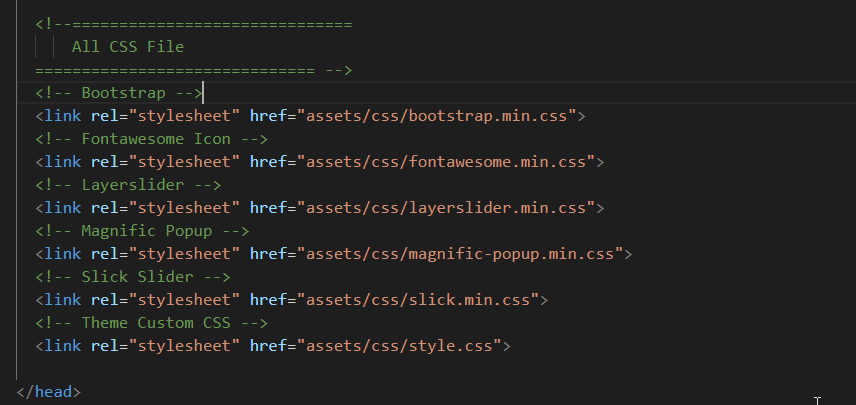 <!--==============================
All CSS File
============================== -->
<!-- Bootstrap -->
<link rel="stylesheet" href="assets/css/bootstrap.min.css">
<!-- Fontawesome Icon -->
<link rel="stylesheet" href="assets/css/fontawesome.min.css">
<!-- Layerslider -->
<link rel="stylesheet" href="assets/css/layerslider.min.css">
<!-- Magnific Popup -->
<link rel="stylesheet" href="assets/css/magnific-popup.min.css">
<!-- Slick Slider -->
<link rel="stylesheet" href="assets/css/slick.min.css">
<!-- Theme Custom CSS -->
<link rel="stylesheet" href="assets/css/style.css">
</head>